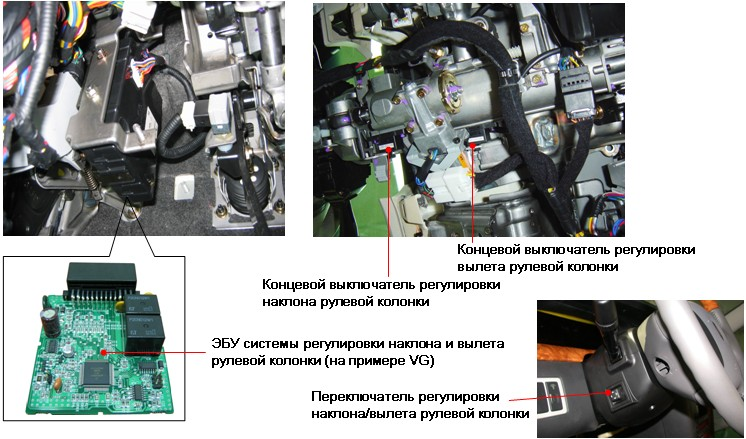 Концевой выключатель регулировки
вылета рулевой колонки
Концевой выключатель регулировки
наклона рулевой колонки
ЭБУ системы регулировки наклона и вылета
рулевой колонки (на примере VG)
Переключатель регулировки
наклона/вылета рулевой колонки